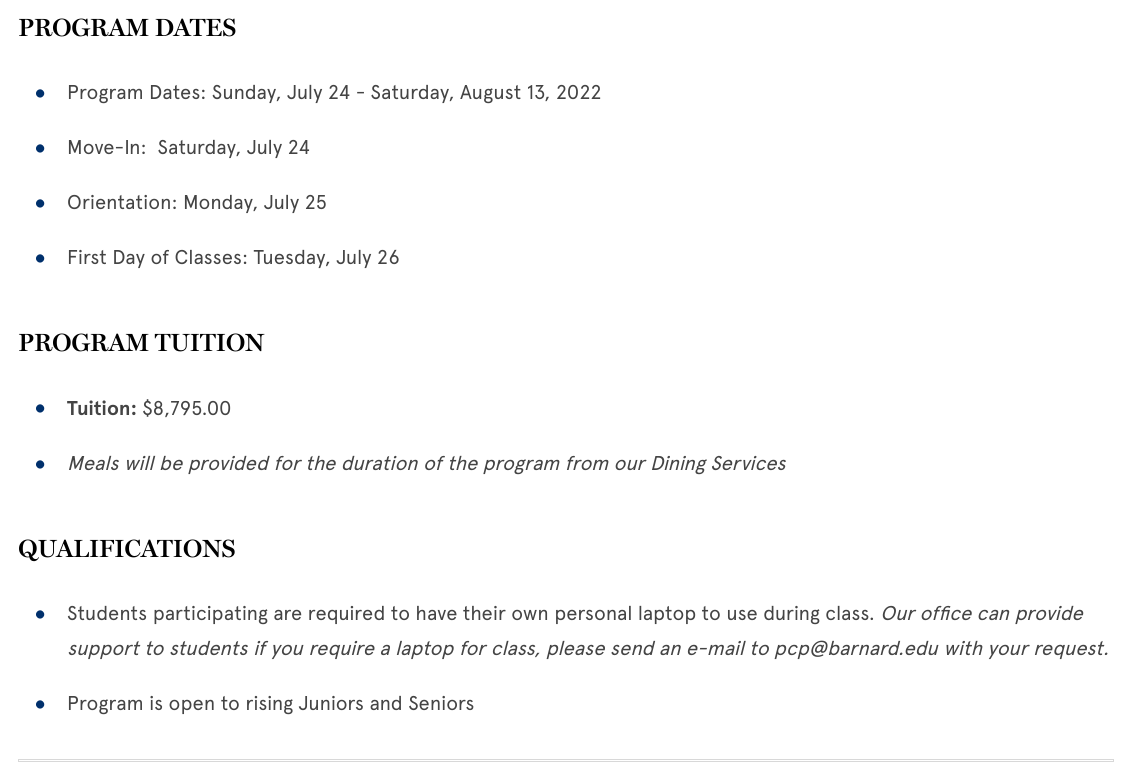 PROGRAM DATES
Program Dates: Sunday, July 24 - Saturday, August 13, 2022
Move-In:  Saturday, July 24
Orientation: Monday, July 25
First Day of Classes: Tuesday, July 26
PROGRAM TUITION
Tuition: $8,795.00
Meals will be provided for the duration of the program from our Dining Services
QUALIFICATIONS
Students participating are required to have their own personal laptop to use during class. Our office can provide
support to students if you require a laptop for class, please send an e-mail to pcp@barnard.edu with your request.
Program is open to rising Juniors and Seniors